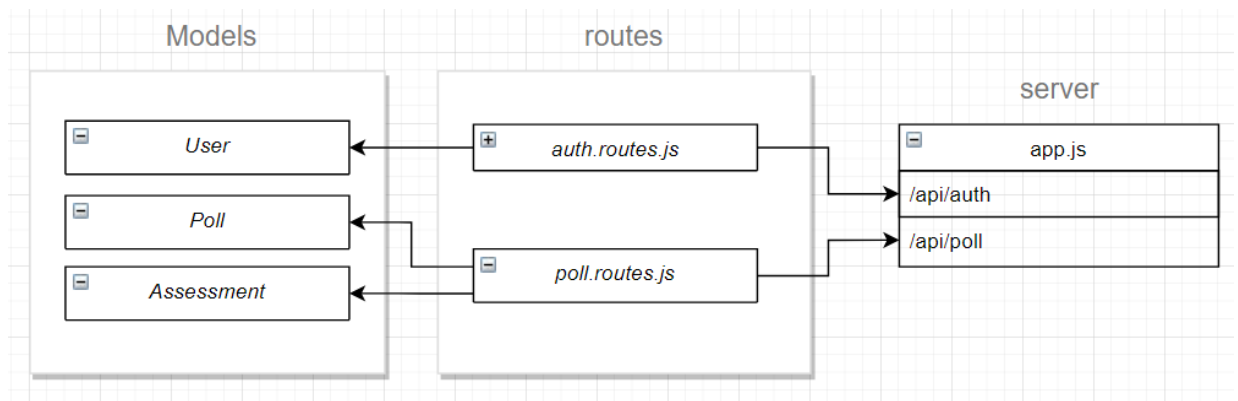 Models
routes
server
User
Poll
Assessment
auth.routes.js
poll.routes.js
app.js
/api/auth
/api/poll